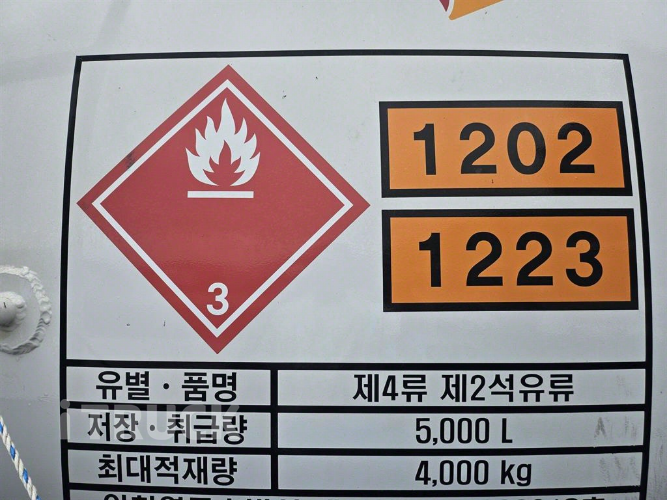 1202
1223
3
유별 · 품명 제4류 제2석유류
저장 · 취급량 5,000 L
최대적재량 4,000 kg
iTRUCK